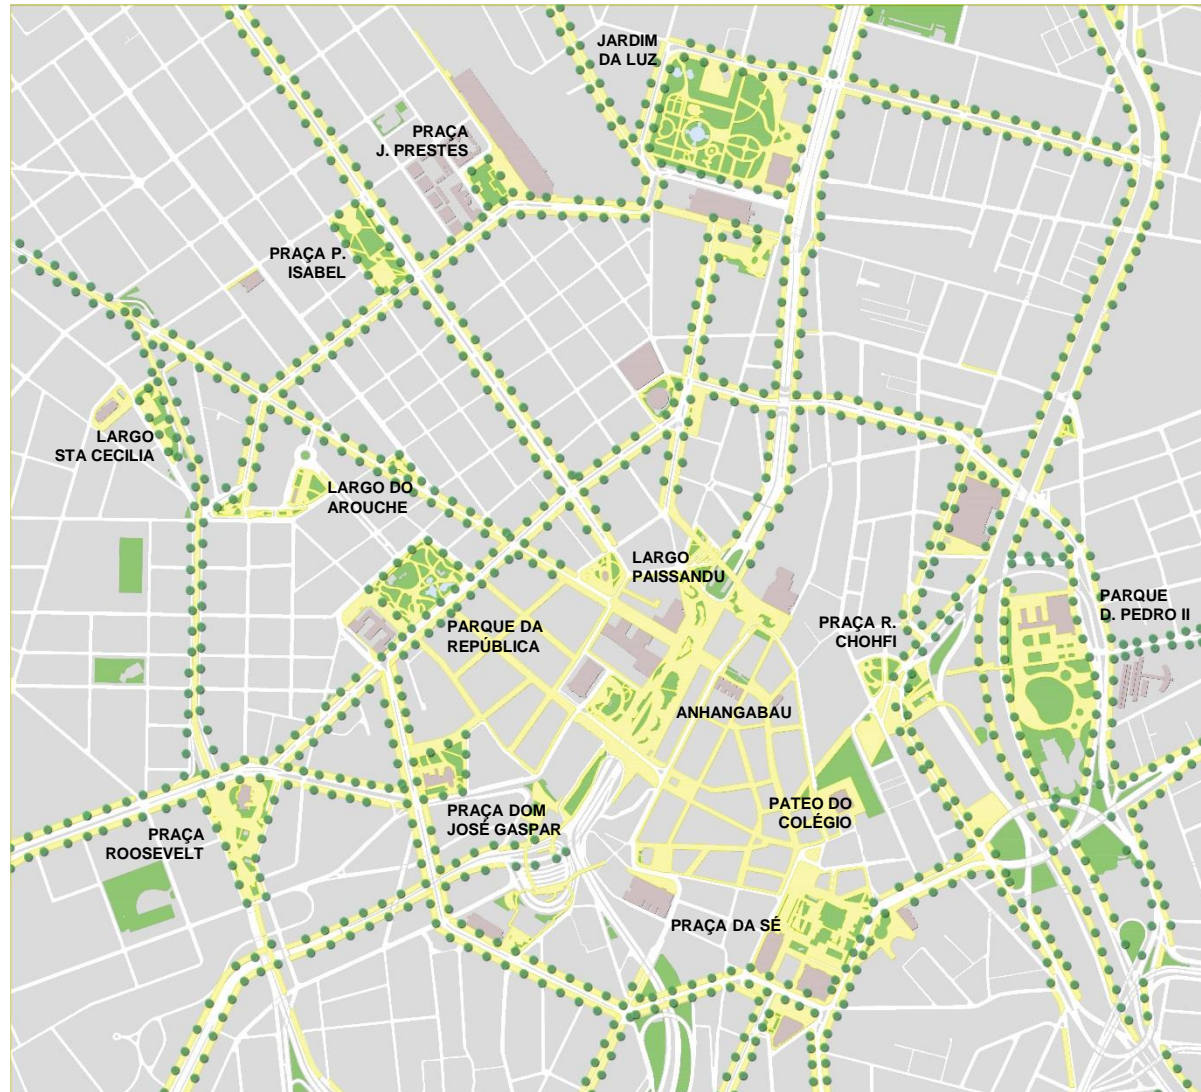 JARDIM
DA LUZ
PRAÇA
J. PRESTES
PRAÇA P.
ISABEL
LARGO
STA CECILIA
LARGO DO
AROUCHE
LARGO
PAISSANDU
PARQUE
D. PEDRO II
PRAÇA R.
CHOHFI
PARQUE DA
REPÚBLICA
ANHANGABAU
PRAÇA DOM
JOSÉ GASPAR
PATEO DO
COLÉGIO
PRAÇA
ROOSEVELT
PRAÇA DA SÉ